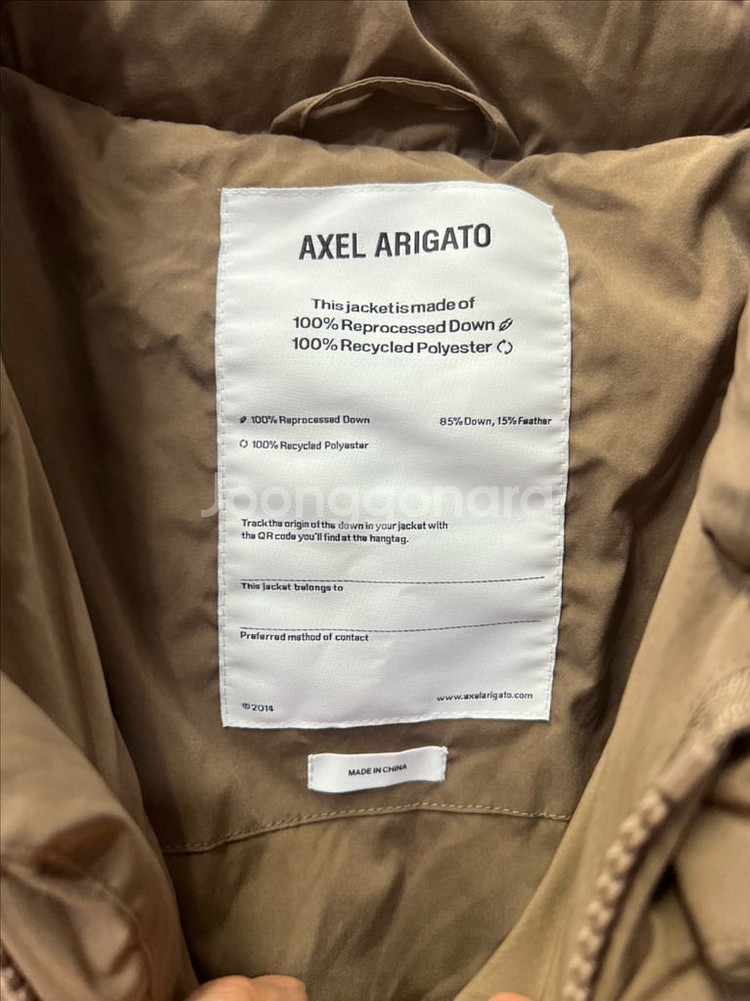 AXEL ARIGATO
This jacket is made of
100% Reprocessed Down
100% Recycled Polyester
100% Reprocessed Down 85% Down, 15% Feather
100% Recycled Polyester
Joonggonara
Track the origin of the down in your jacket with
the QR code you'll find at the hangtag.
This jacket belongs to
Preferred method of contact
©2014 www.axelarigato.com
MADE IN CHINA